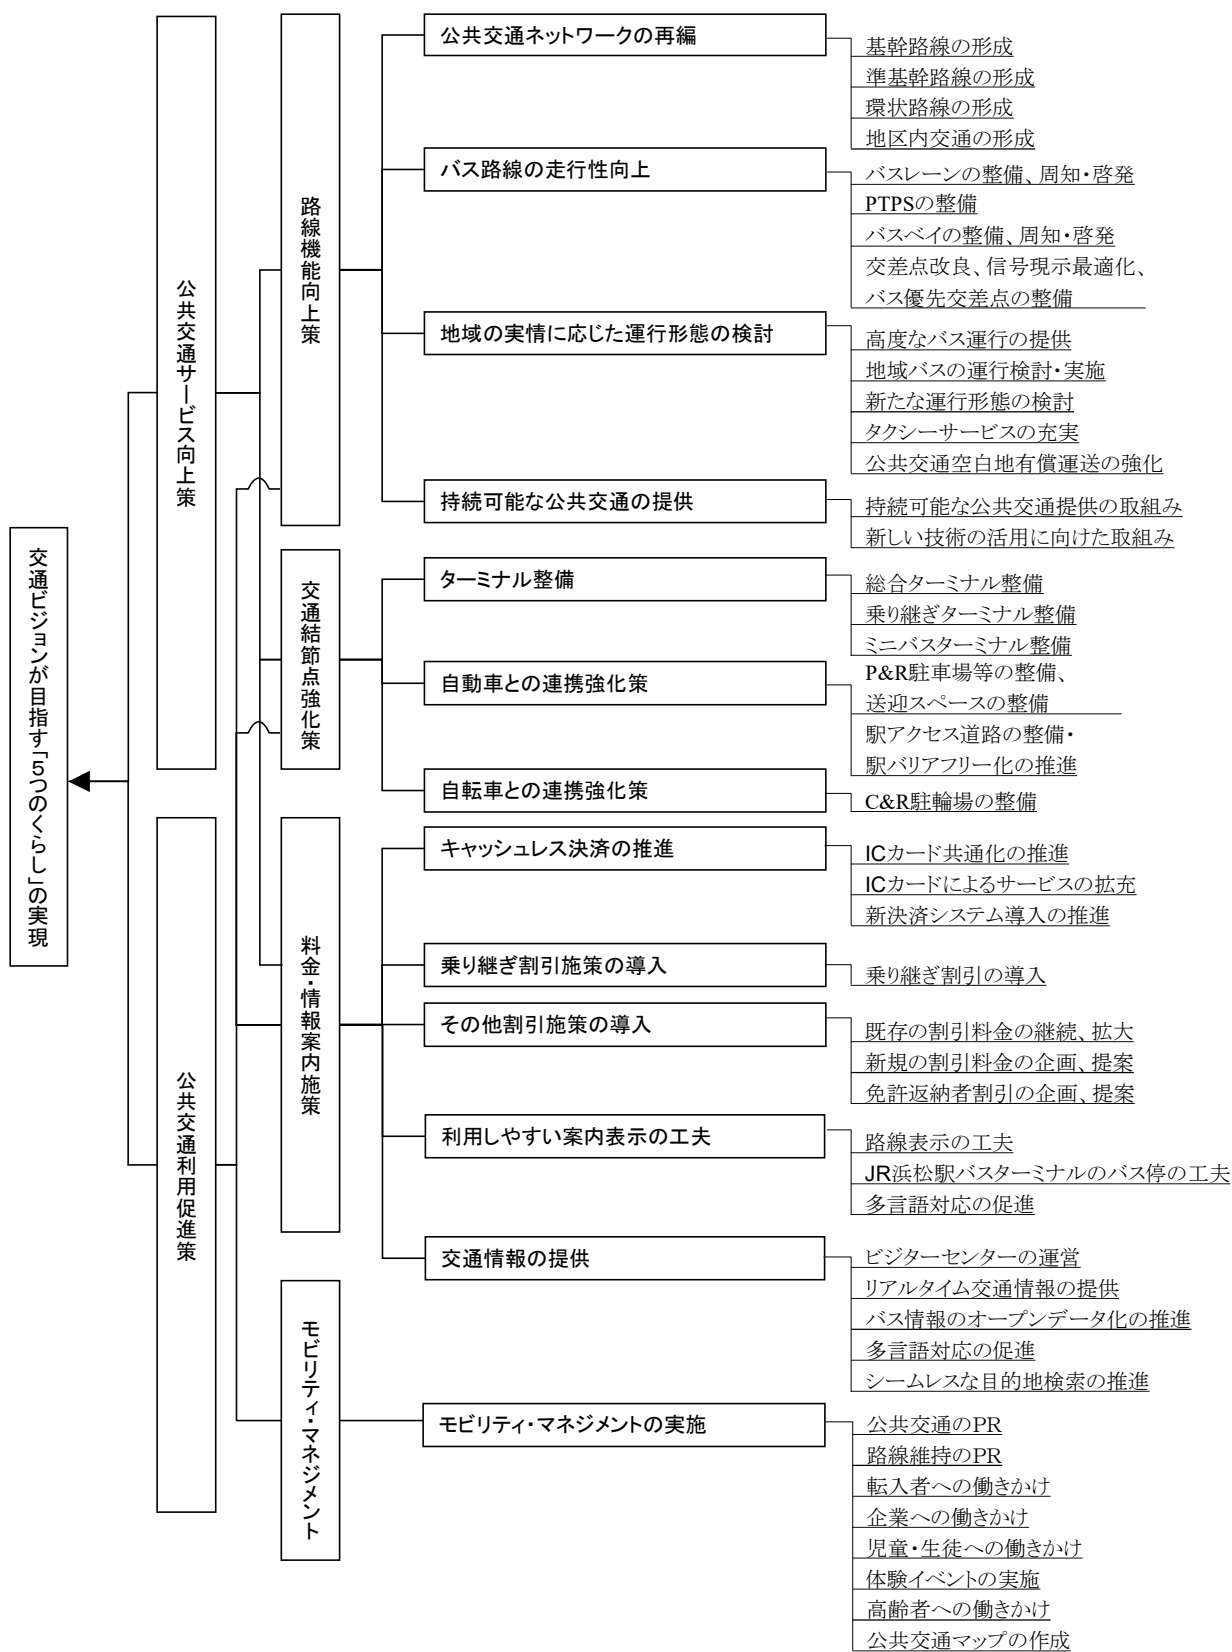 交通ビジョンが目指す「5つのくらし」の実現
公共交通サービス向上策
公共交通利用促進策
路線機能向上策
交通結節点強化策
料金・情報案内施策
モビリティ・マネジメント
公共交通ネットワークの再編
基幹路線の形成
準基幹路線の形成
環状路線の形成
地区内交通の形成
バス路線の走行性向上
バスレーンの整備、周知・啓発
PTPSの整備
バスベイの整備、周知・啓発
交差点改良、信号現示最適化、
バス優先交差点の整備
地域の実情に応じた運行形態の検討
高度なバス運行の提供
地域バスの運行検討・実施
新たな運行形態の検討
タクシーサービスの充実
公共交通空白地有償運送の強化
持続可能な公共交通の提供
持続可能な公共交通提供の取組み
新しい技術の活用に向けた取組み
ターミナル整備
総合ターミナル整備
乗り継ぎターミナル整備
ミニバスターミナル整備
自動車との連携強化策
P&R駐車場等の整備、
送迎スペースの整備
駅アクセス道路の整備・
駅バリアフリー化の推進
自転車との連携強化策
C&R駐輪場の整備
キャッシュレス決済の推進
ICカード共通化の推進
ICカードによるサービスの拡充
新決済システム導入の推進
乗り継ぎ割引施策の導入
乗り継ぎ割引の導入
その他割引施策の導入
既存の割引料金の継続、拡大
新規の割引料金の企画、提案
免許返納者割引の企画、提案
利用しやすい案内表示の工夫
路線表示の工夫
JR浜松駅バスターミナルのバス停の工夫
多言語対応の促進
交通情報の提供
ビジターセンターの運営
リアルタイム交通情報の提供
バス情報のオープンデータ化の推進
多言語対応の促進
シームレスな目的地検索の推進
モビリティ・マネジメントの実施
公共交通のPR
路線維持のPR
転入者への働きかけ
企業への働きかけ
児童・生徒への働きかけ
体験イベントの実施
高齢者への働きかけ
公共交通マップの作成